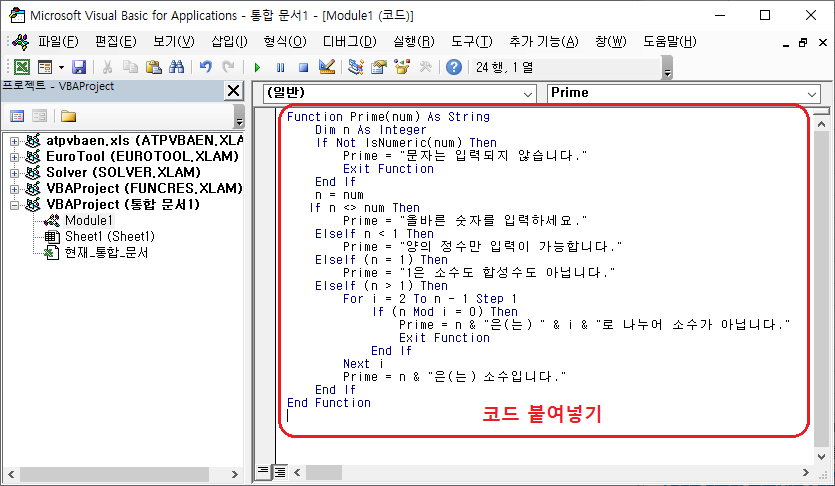 Microsoft Visual Basic for Applications - 통합 문서1 - [Module1 (코드)]
파일(F) 편집(E) 보기(V) 삽입(I) 형식(O) 디버그(D) 실행(R) 도구(T) 추가 기능(A) 창(W) 도움말(H)
24 행, 1 열
프로젝트 - VBAProject
atpvbaen.xls (ATPVBAEN.XLA
EuroTool (EUROTOOL.XLAM)
Solver (SOLVER.XLAM)
VBAProject (FUNCRES.XLAM)
VBAProject (통합 문서1)
Module1
Sheet1 (Sheet1)
현재_통합_문서
(일반) Prime
Function Prime(num) As String
Dim n As Integer
If Not IsNumeric(num) Then
Prime = "문자는 입력되지 않습니다."
Exit Function
End If
n = num
If n <> num Then
Prime = "올바른 숫자를 입력하세요."
ElseIf n < 1 Then
Prime = "양의 정수만 입력이 가능합니다."
ElseIf (n = 1) Then
Prime = "1은 소수도 합성수도 아닙니다."
ElseIf (n > 1) Then
For i = 2 To n - 1 Step 1
If (n Mod i = 0) Then
Prime = n & "은(는) " & i & "로 나누어 소수가 아닙니다."
Exit Function
End If
Next i
Prime = n & "은(는) 소수입니다."
End If
End Function
코드 붙여넣기